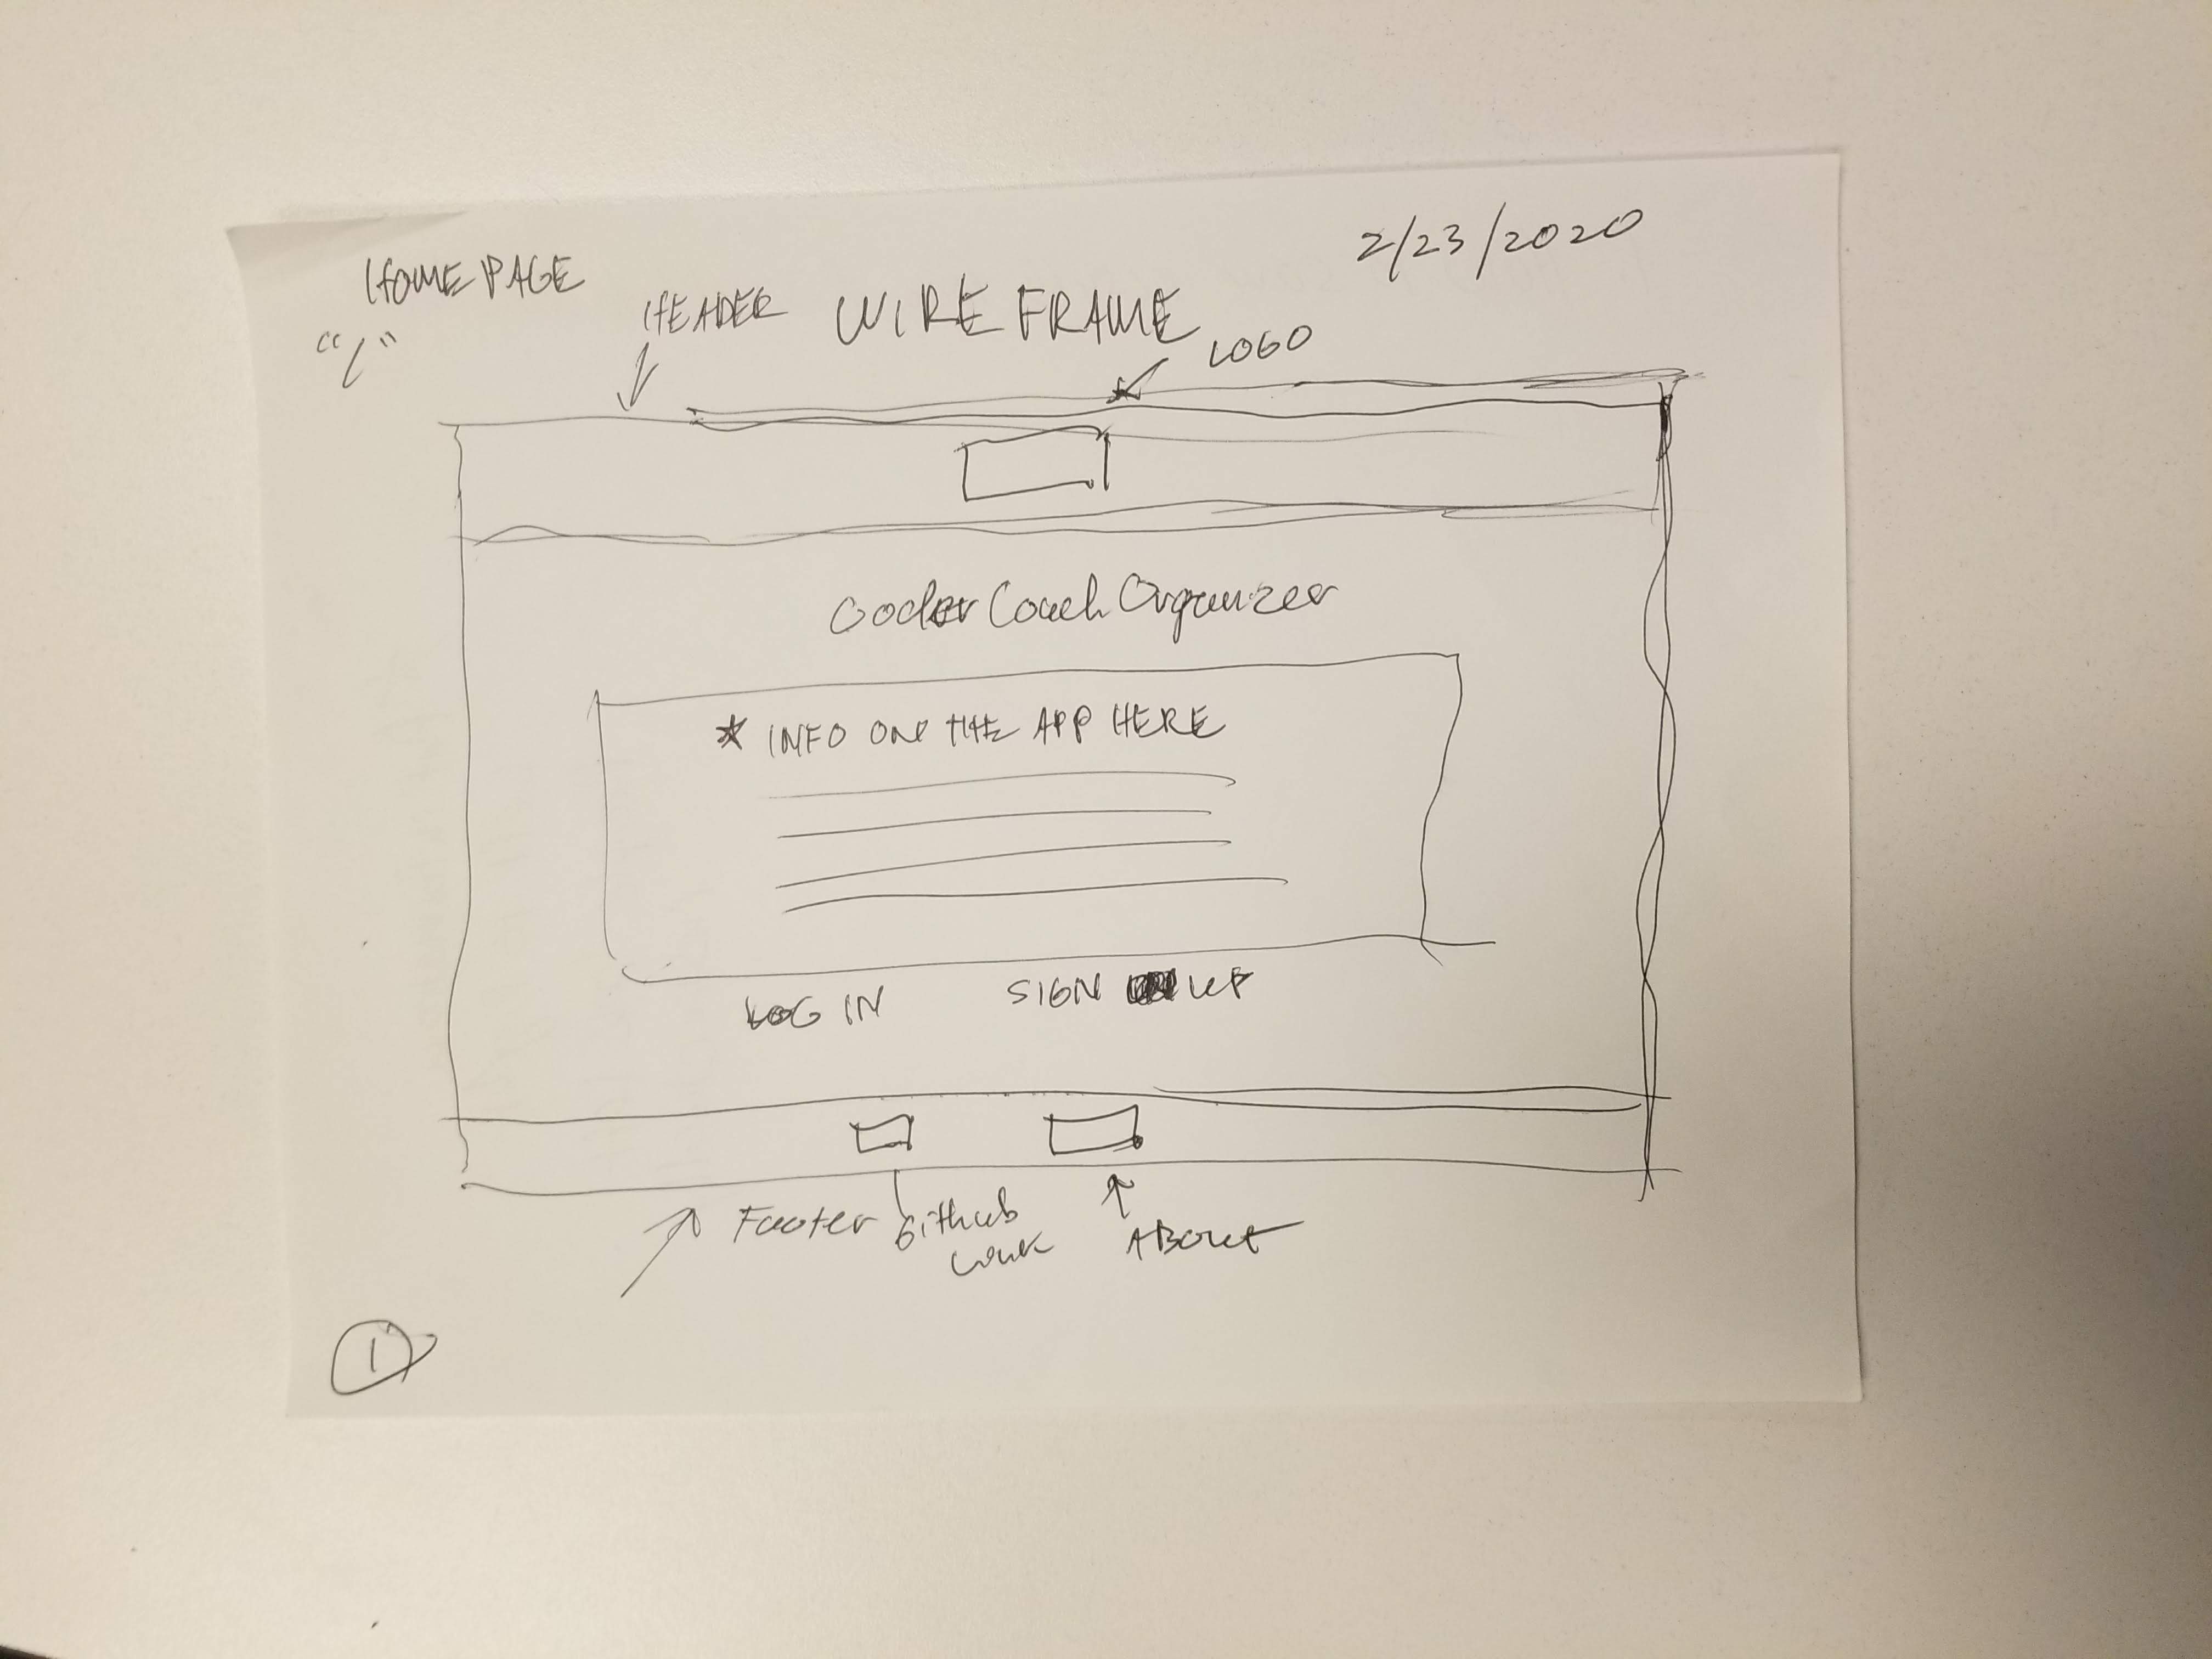 2/23/2020
HOME PAGE
"/"
HEADER
WIRE FRAME
LOGO
Coder Coach Organizer
* INFO ON THE APP HERE
LOG IN
SIGN UP
Footer
Github
Link
ABOUT
1